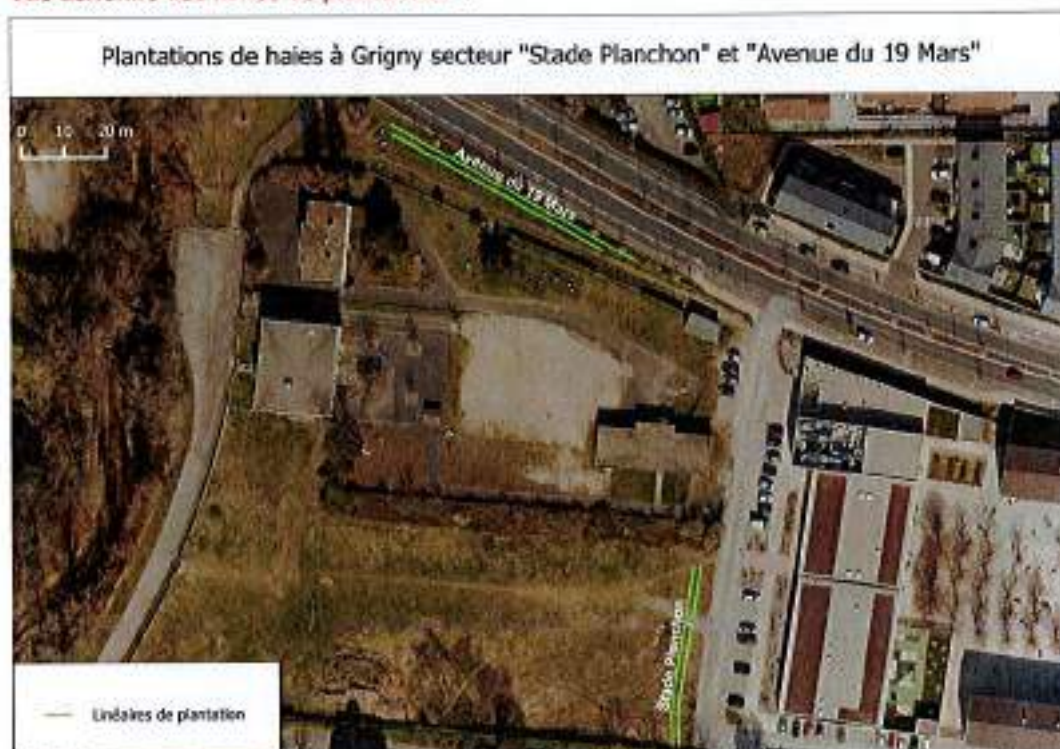 Plantations de haies à Grigny secteur "Stade Planchon" et "Avenue du 19 Mars"
0 10 20 m
Avenue du 19 Mars
Stade Planchon
Linéaires de plantation